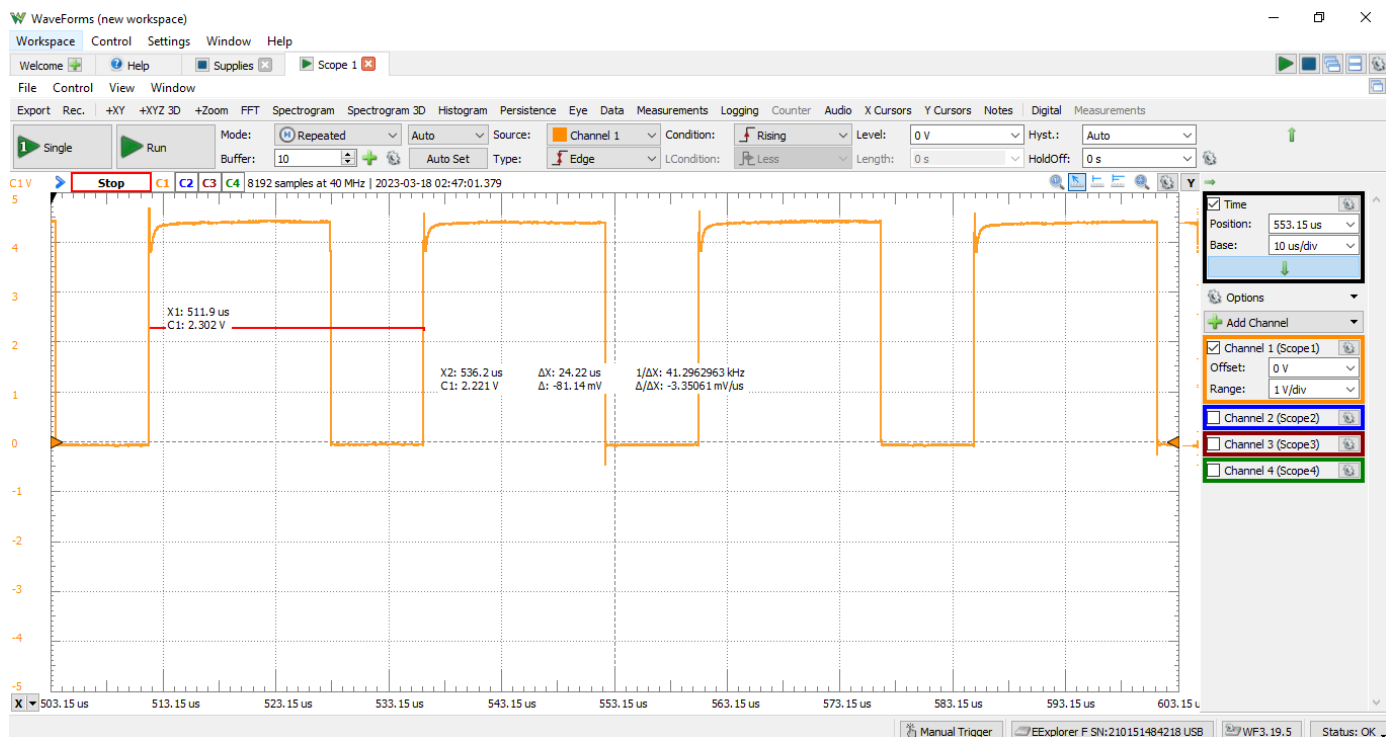 WaveForms (new workspace)
Workspace Control Settings Window Help
Welcome Help Supplies Scope 1
File Control View Window
Export Rec. +XY +XYZ 3D +Zoom FFT Spectrogram Spectrogram 3D Histogram Persistence Eye Data Measurements Logging Counter Audio X Cursors Y Cursors Notes Digital Measurements
Single Run Mode: Repeated Auto Source: Channel 1 Condition: Rising Level: 0 V Hyst.: Auto
Buffer: 10 Auto Set Type: Edge LCondition: Less Length: 0 s HoldOff: 0 s
C1 V Stop C1 C2 C3 C4 8192 samples at 40 MHz | 2023-03-18 02:47:01.379 Y
5
4
3
2
1
0
-1
-2
-3
-4
-5
X1: 511.9 us
C1: 2.302 V
X2: 536.2 us ΔX: 24.22 us 1/ΔX: 41.2962963 kHz
C1: 2.221 V Δ: -81.14 mV Δ/ΔX: -3.35061 mV/us
X 503.15 us 513.15 us 523.15 us 533.15 us 543.15 us 553.15 us 563.15 us 573.15 us 583.15 us 593.15 us 603.15 u
Time
Position: 553.15 us
Base: 10 us/div
Options
Add Channel
Channel 1 (Scope1)
Offset: 0 V
Range: 1 V/div
Channel 2 (Scope2)
Channel 3 (Scope3)
Channel 4 (Scope4)
Manual Trigger EExplorer F SN:210151484218 USB WF3.19.5 Status: OK